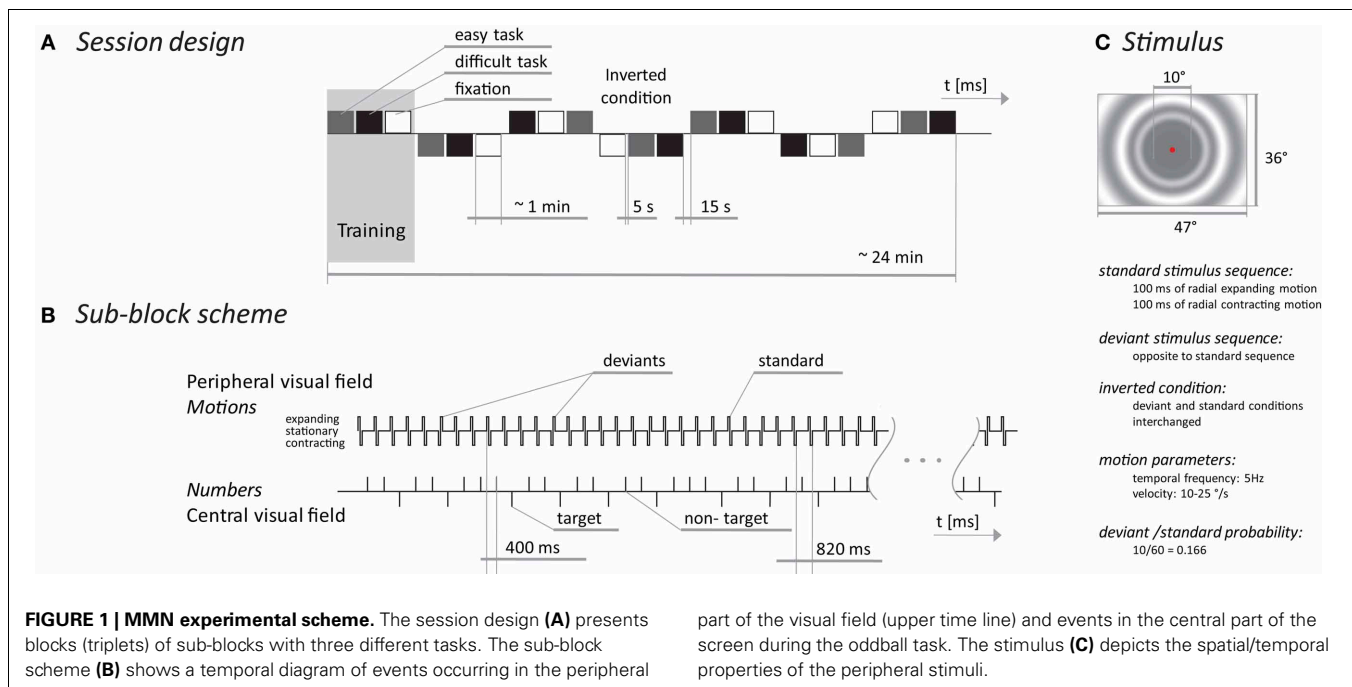 A Session design
easy task
difficult task
fixation
Inverted
condition
t [ms]
~ 1 min
5 s
15 s
Training
~ 24 min
B Sub-block scheme
deviants
standard
Peripheral visual field
Motions
expanding
stationary
contracting
Numbers
Central visual field
target
non- target
t [ms]
400 ms
820 ms
C Stimulus
10°
36°
47°
standard stimulus sequence:
100 ms of radial expanding motion
100 ms of radial contracting motion
deviant stimulus sequence:
opposite to standard sequence
inverted condition:
deviant and standard conditions
interchanged
motion parameters:
temporal frequency: 5Hz
velocity: 10-25 °/s
deviant /standard probability:
10/60 = 0.166
FIGURE 1 | MMN experimental scheme. The session design (A) presents
blocks (triplets) of sub-blocks with three different tasks. The sub-block
scheme (B) shows a temporal diagram of events occurring in the peripheral
part of the visual field (upper time line) and events in the central part of the
screen during the oddball task. The stimulus (C) depicts the spatial/temporal
properties of the peripheral stimuli.